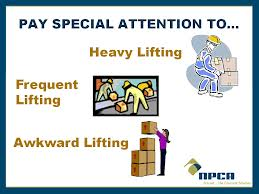 PAY SPECIAL ATTENTION TO...
Heavy Lifting
Frequent
Lifting
Awkward Lifting
NPCA